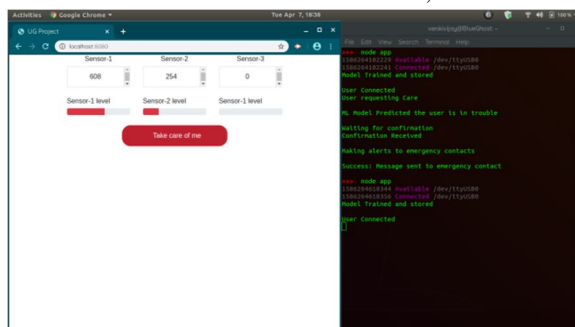 Activities Google Chrome Tue Apr 7, 18:36 100 %
UG Project
localhost:8080
Sensor-1 Sensor-2 Sensor-3
608 254 0
Sensor-1 level Sensor-2 level Sensor-1 level
Take care of me
File Edit View Search Terminal Help
>>> node app
1586264102229 Available /dev/ttyUSB0
1586264102241 Connected /dev/ttyUSB0
Model Trained and stored
User Connected
User requesting Care
ML Model Predicted the user is in trouble
Waiting for confirmation
Confirmation Received
Making alerts to emergency contacts
Success: Message sent to emergency contact
>>> node app
1586264618344 Available /dev/ttyUSB0
1586264618356 Connected /dev/ttyUSB0
Model Trained and stored
User Connected